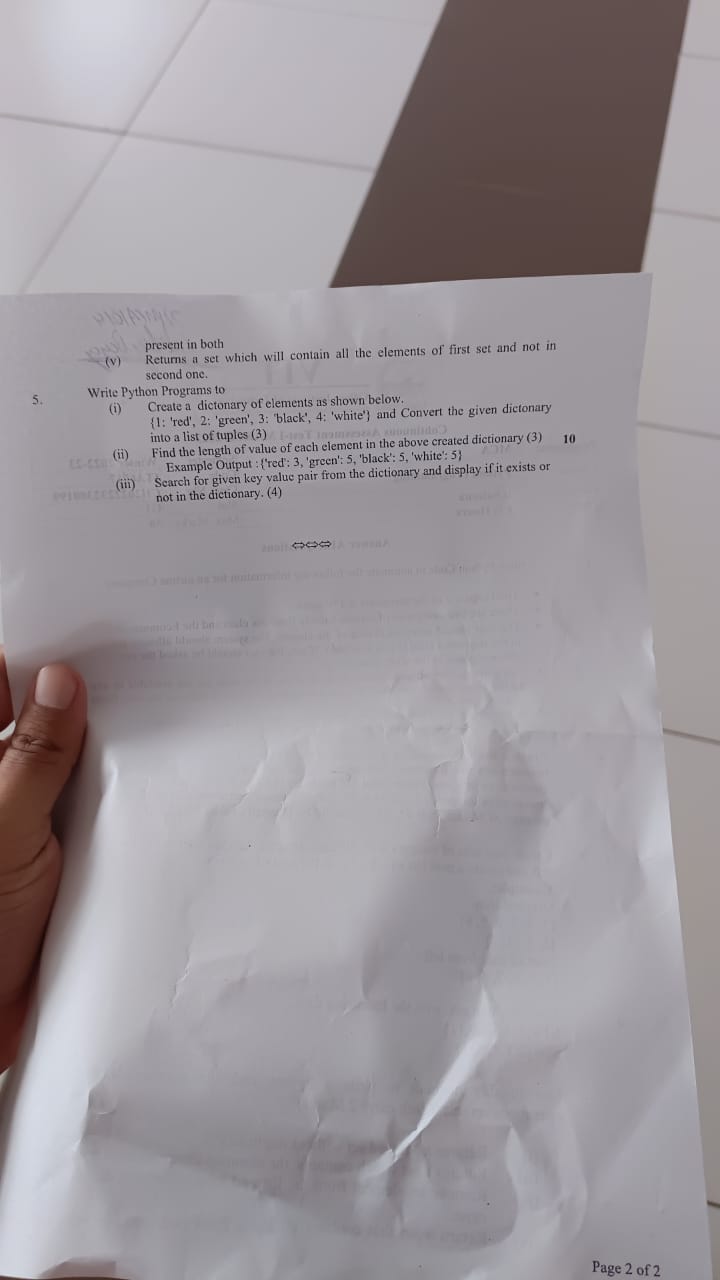 present in both
(v) Returns a set which will contain all the elements of first set and not in
second one.
5. Write Python Programs to
(i) Create a dictonary of elements as shown below.
{1: 'red', 2: 'green', 3: 'black', 4: 'white'} and Convert the given dictonary
into a list of tuples (3)
(ii) Find the length of value of each element in the above created dictionary (3) 10
Example Output :{'red': 3, 'green': 5, 'black': 5, 'white': 5}
(iii) Search for given key value pair from the dictionary and display if it exists or
not in the dictionary. (4)
⇔⇔⇔
Page 2 of 2